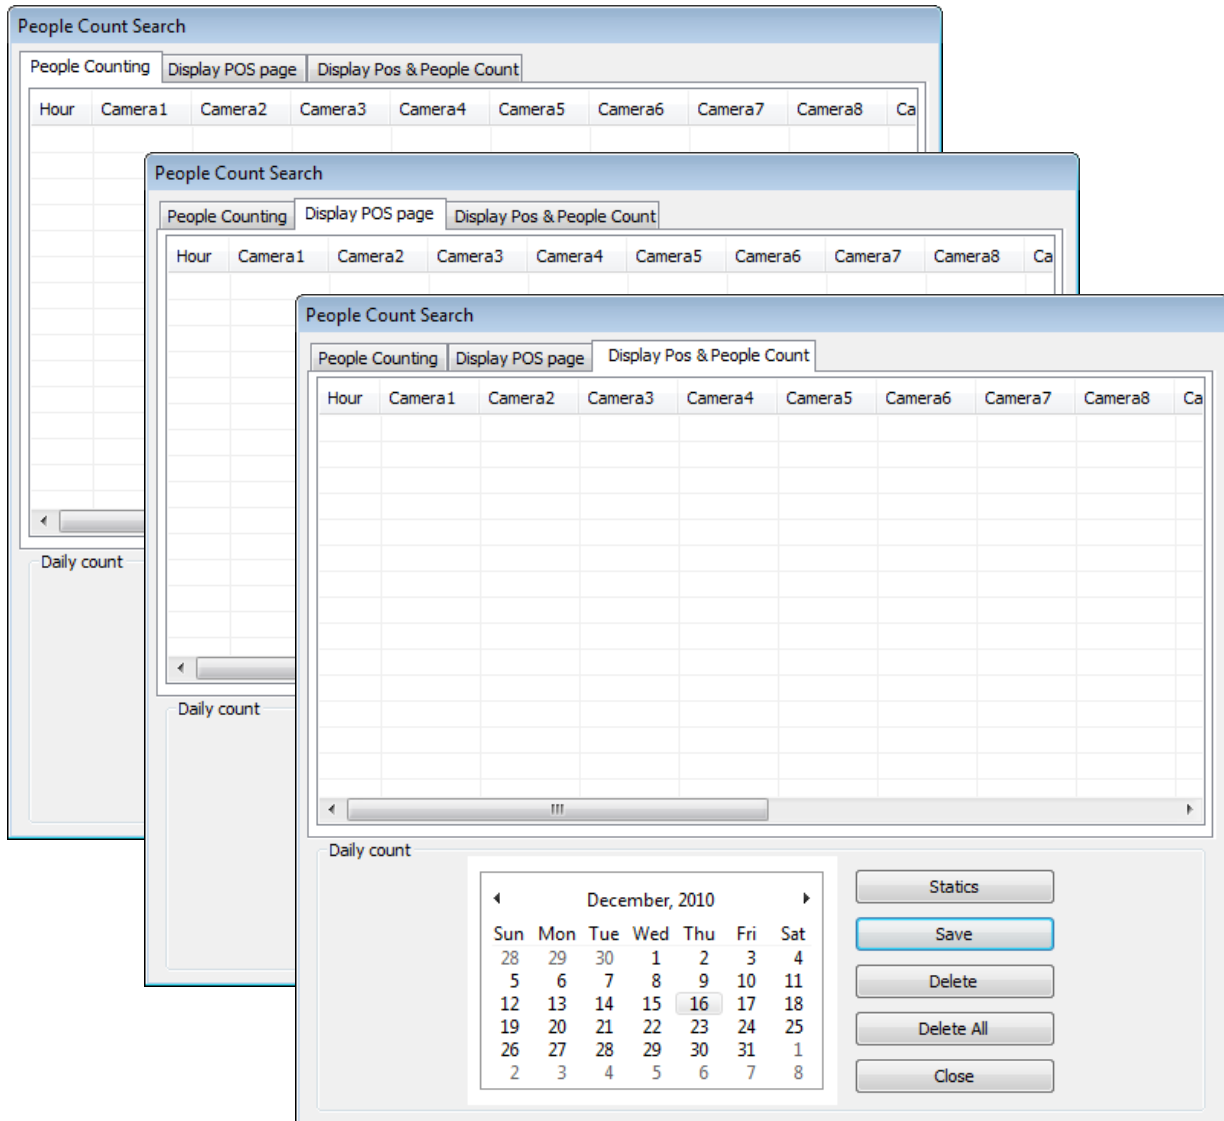 People Count Search
People Counting Display POS page Display Pos & People Count
Hour Camera1 Camera2 Camera3 Camera4 Camera5 Camera6 Camera7 Camera8 Ca
Daily count
People Count Search
People Counting Display POS page Display Pos & People Count
Hour Camera1 Camera2 Camera3 Camera4 Camera5 Camera6 Camera7 Camera8 Ca
Daily count
People Count Search
People Counting Display POS page Display Pos & People Count
Hour Camera1 Camera2 Camera3 Camera4 Camera5 Camera6 Camera7 Camera8 Ca
Daily count
December, 2010
Sun Mon Tue Wed Thu Fri Sat
28 29 30 1 2 3 4
5 6 7 8 9 10 11
12 13 14 15 16 17 18
19 20 21 22 23 24 25
26 27 28 29 30 31 1
2 3 4 5 6 7 8
Statics
Save
Delete
Delete All
Close